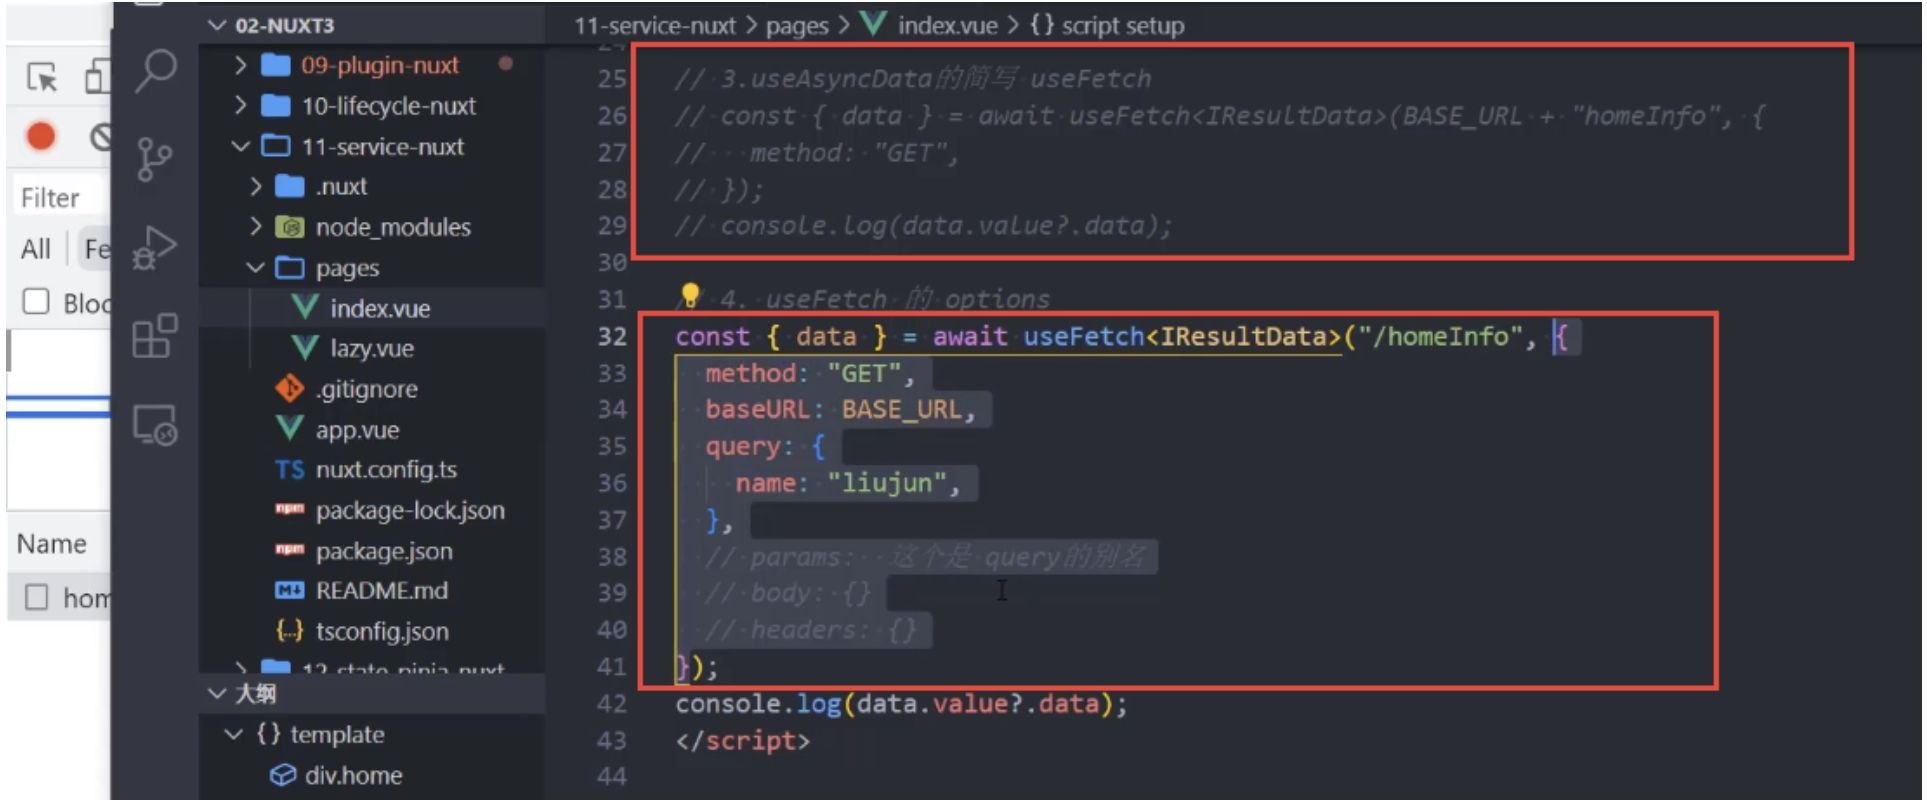 Filter
All
Fe
Bloc
Name
hom
02-NUXT3
09-plugin-nuxt
10-lifecycle-nuxt
11-service-nuxt
.nuxt
node_modules
pages
index.vue
lazy.vue
.gitignore
app.vue
TS nuxt.config.ts
npm package-lock.json
npm package.json
M↓ README.md
{..} tsconfig.json
大纲
{} template
div.home
11-service-nuxt > pages > index.vue > {} script setup
25 // 3.useAsyncData的简写 useFetch
26 // const { data } = await useFetch<IResultData>(BASE_URL + "homeInfo", {
27 //   method: "GET",
28 // });
29 // console.log(data.value?.data);
30
31 // 4. useFetch 的 options
32 const { data } = await useFetch<IResultData>("/homeInfo", {
33   method: "GET",
34   baseURL: BASE_URL,
35   query: {
36     name: "liujun",
37   },
38   // params:  这个是 query的别名
39   // body: {}
40   // headers: {}
41 });
42 console.log(data.value?.data);
43 </script>
44